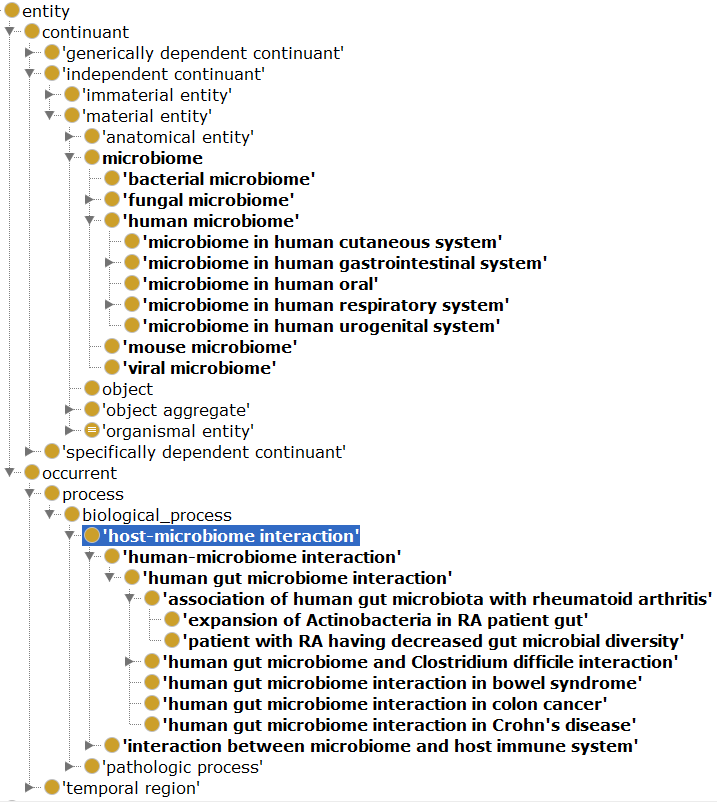 entity
continuant
'generically dependent continuant'
'independent continuant'
'immaterial entity'
'material entity'
'anatomical entity'
microbiome
'bacterial microbiome'
'fungal microbiome'
'human microbiome'
'microbiome in human cutaneous system'
'microbiome in human gastrointestinal system'
'microbiome in human oral'
'microbiome in human respiratory system'
'microbiome in human urogenital system'
'mouse microbiome'
'viral microbiome'
object
'object aggregate'
'organismal entity'
'specifically dependent continuant'
occurrent
process
biological_process
'host-microbiome interaction'
'human-microbiome interaction'
'human gut microbiome interaction'
'association of human gut microbiota with rheumatoid arthritis'
'expansion of Actinobacteria in RA patient gut'
'patient with RA having decreased gut microbial diversity'
'human gut microbiome and Clostridium difficile interaction'
'human gut microbiome interaction in bowel syndrome'
'human gut microbiome interaction in colon cancer'
'human gut microbiome interaction in Crohn's disease'
'interaction between microbiome and host immune system'
'pathologic process'
'temporal region'